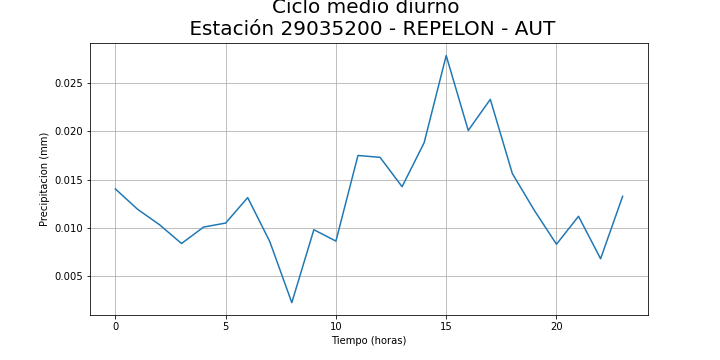 Ciclo medio diurno
Estación 29035200 - REPELON - AUT
0.025
0.020
0.015
0.010
0.005
Precipitacion (mm)
0 5 10 15 20
Tiempo (horas)